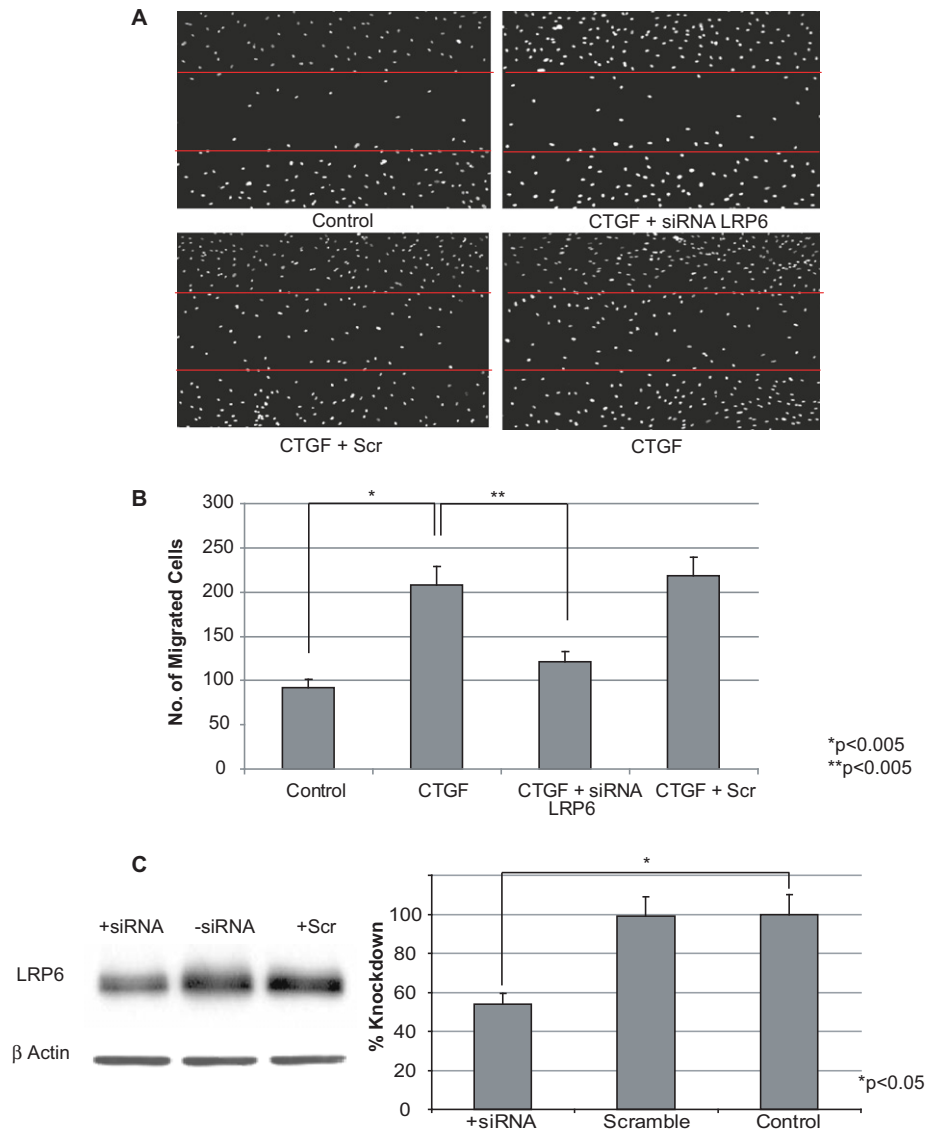 A
Control
CTGF + siRNA LRP6
CTGF + Scr
CTGF
B
No. of Migrated Cells
300
250
200
150
100
50
0
*
**
Control
CTGF
CTGF + siRNA
LRP6
CTGF + Scr
*p<0.005
**p<0.005
C
+siRNA
-siRNA
+Scr
LRP6
β Actin
% Knockdown
100
80
60
40
20
0
*
+siRNA
Scramble
Control
*p<0.05